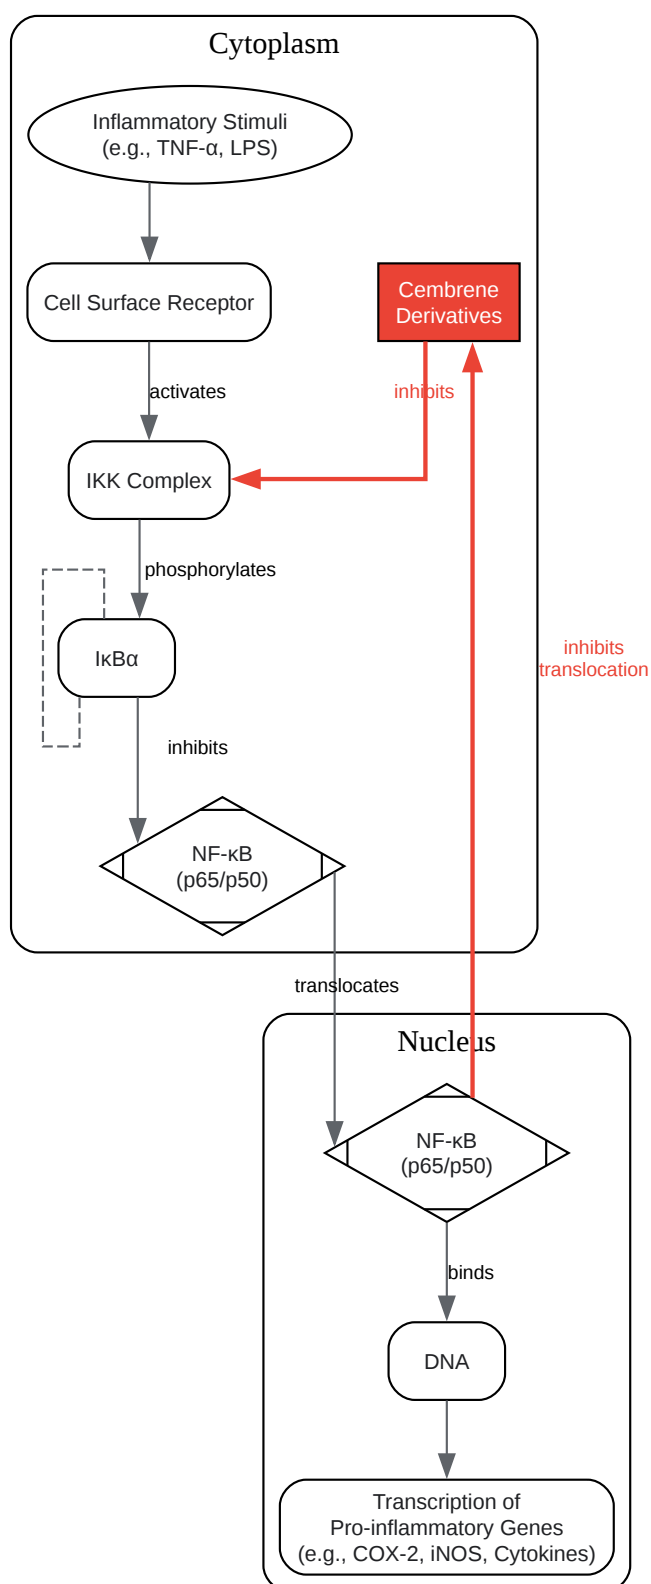 Cytoplasm
Inflammatory Stimuli
(e.g., TNF-α, LPS)
Cell Surface Receptor
Cembrene
Derivatives
activates
inhibits
IKK Complex
phosphorylates
IκBα
inhibits
translocation
inhibits
NF-κB
(p65/p50)
translocates
Nucleus
NF-κB
(p65/p50)
binds
DNA
Transcription of
Pro-inflammatory Genes
(e.g., COX-2, iNOS, Cytokines)